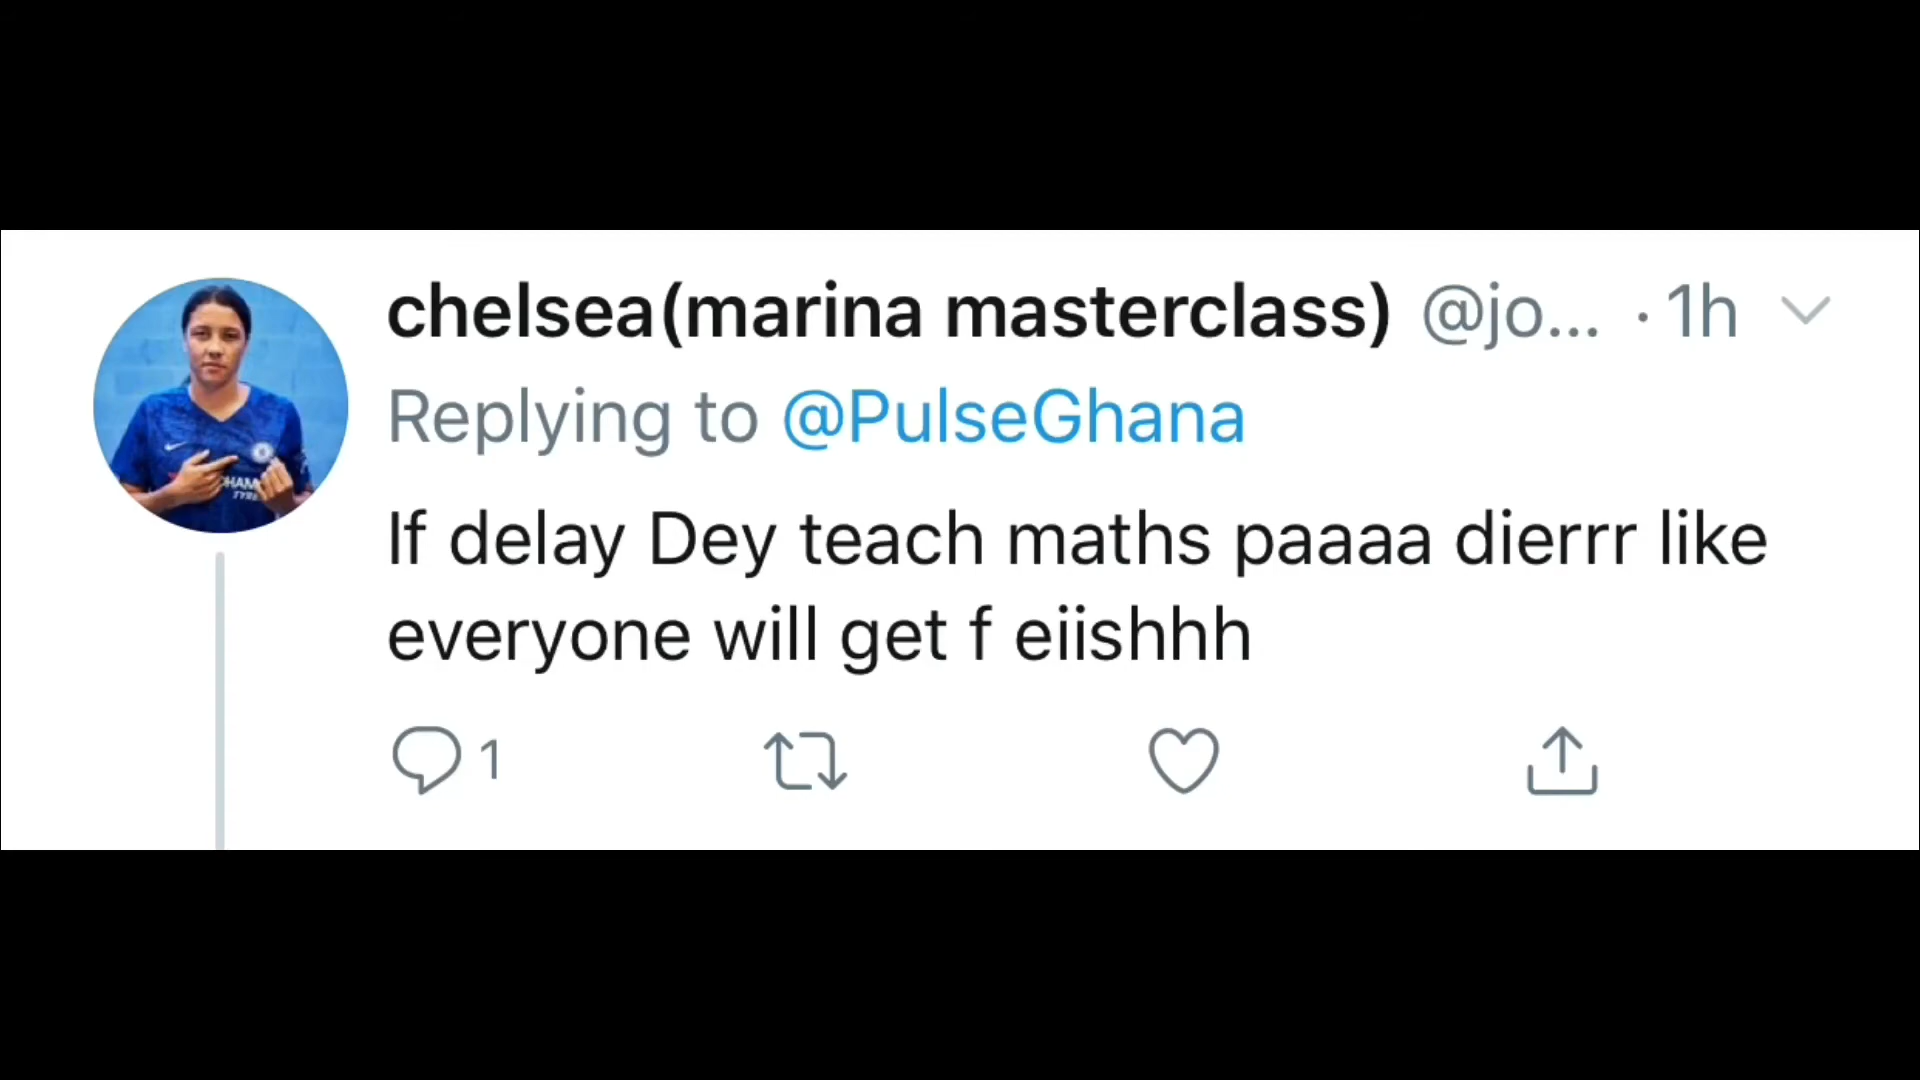 chelsea(marina masterclass) @jo... · 1h
Replying to @PulseGhana
If delay Dey teach maths paaaa dierrr like
everyone will get f eiishhh
1